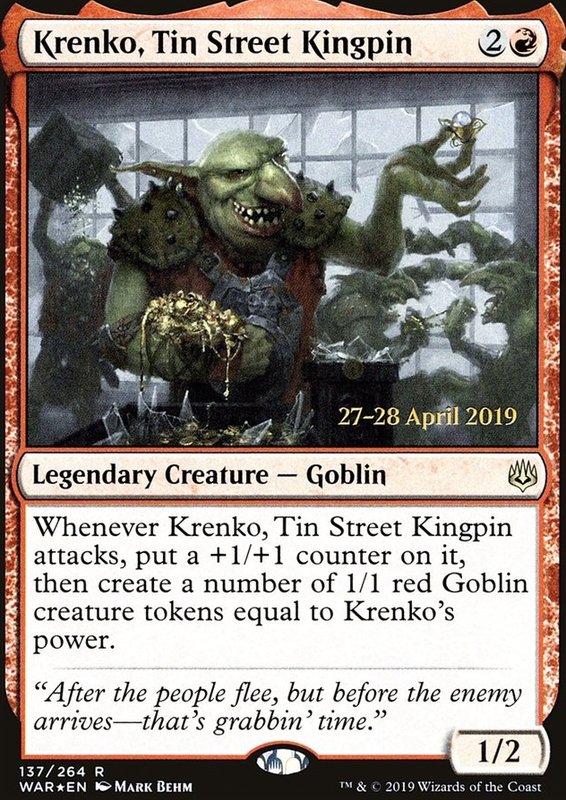 Krenko, Tin Street Kingpin 2
27–28 April 2019
Legendary Creature — Goblin
Whenever Krenko, Tin Street Kingpin
attacks, put a +1/+1 counter on it,
then create a number of 1/1 red Goblin
creature tokens equal to Krenko's
power.
“After the people flee, but before the enemy
arrives—that's grabbin' time.”
1/2
137/264 R
WAR★EN Mark Behm
™ & © 2019 Wizards of the Coast